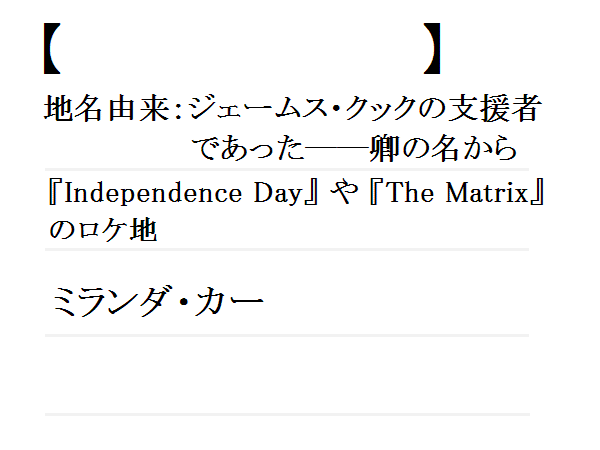 【　　　　　　　　】
地名由来：ジェームス・クックの支援者
であった――卿の名から
『Independence Day』や『The Matrix』
のロケ地
ミランダ・カー